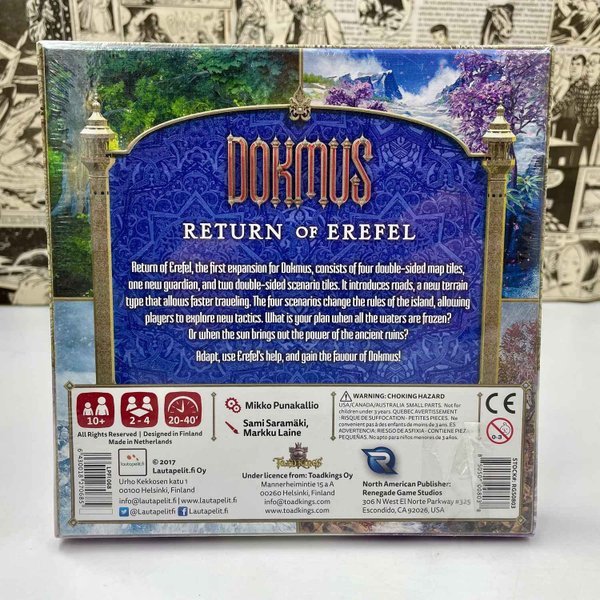 DOKMUS
RETURN OF EREFEL
Return of Erefel, the first expansion for Dokmus, consists of four double-sided map tiles,
one new guardian, and two double-sided scenario tiles. It introduces roads, a new terrain
type that allows faster traveling. The four scenarios change the rules of the island, allowing
players to explore new tactics. What is your plan when all the waters are frozen?
Or when the sun brings out the power of the ancient ruins?
Adapt, use Erefel's help, and gain the favour of Dokmus!
10+
2 - 4
20-40'
All Rights Reserved | Designed in Finland
Made in Netherlands
Mikko Punakallio
Sami Saramäki,
Markku Laine
WARNING: CHOKING HAZARD
USA/CANADA/AUSTRALIA SMALL PARTS. Not for
children under 3 years. QUEBEC AVERTISSEMENT
: RISQUE DE SUFFOCATION - PETITES PIECES. Ne
convient pas à des enfants de moins de 3 ans. ES
ADVERTENCIA: RIESGO DE ASFIXIA - CONTIENE PIEZAS
PEQUEÑAS. No apto para niños menores de 3 años.
0-3
lautapelit.fi
© 2017
Lautapelit.fi Oy
Urho Kekkosen katu 1
00100 Helsinki, Finland
info@lautapelit.fi | www.lautapelit.fi
@Lautapelit.fi
@Lautapelitfi
TOADKINGS
Under licence from: Toadkings Oy
Mannerheimintie 15 a A
00260 Helsinki, Finland
info@toadkings.com
www.toadkings.com
R
North American Publisher:
Renegade Game Studios
306 N West El Norte Parkway #325
Escondido, CA 92026, USA
STOCK: RGS0603